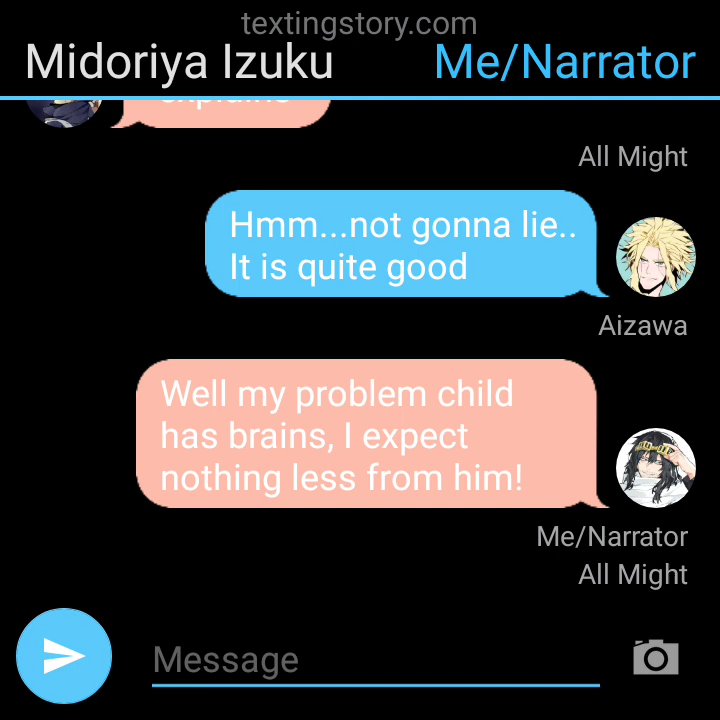 textingstory.com
Midoriya Izuku
Me/Narrator
All Might
Hmm...not gonna lie..
It is quite good
Aizawa
Well my problem child
has brains, I expect
nothing less from him!
Me/Narrator
All Might
Message